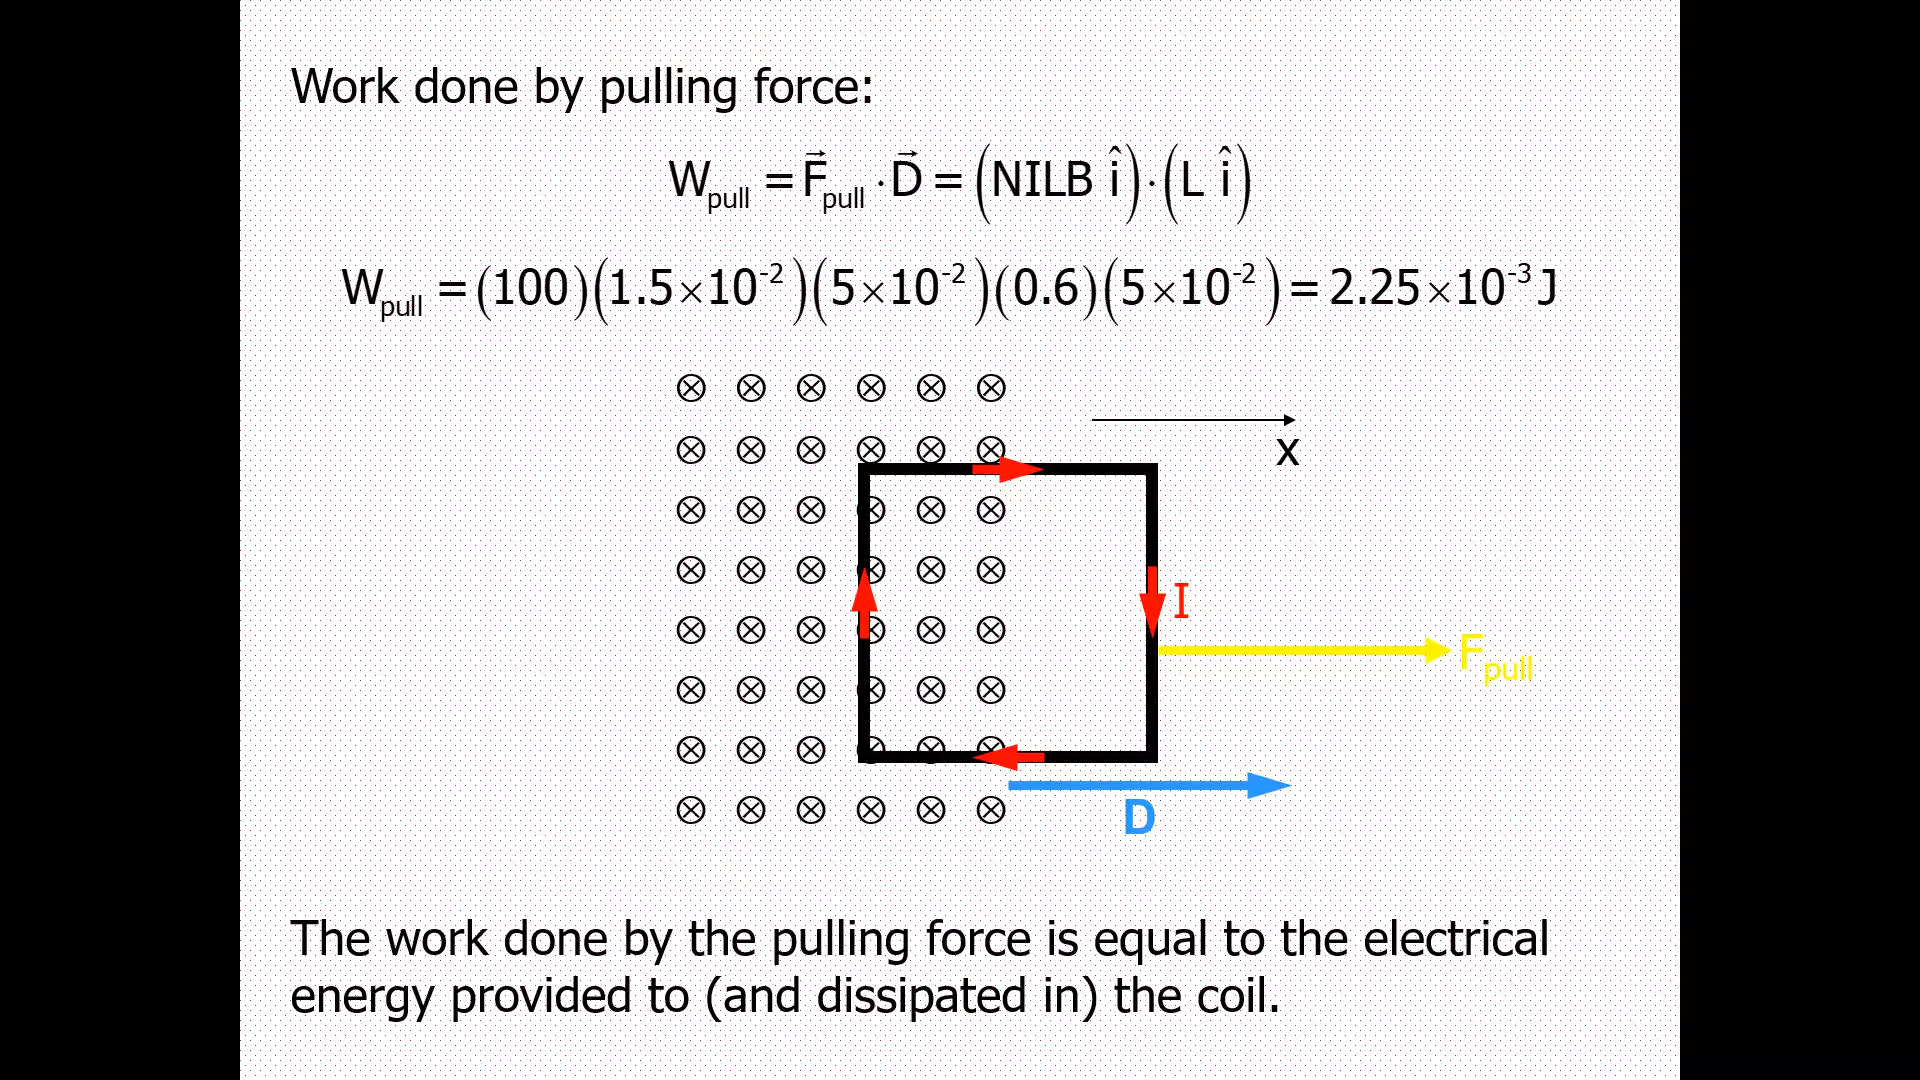 Work done by pulling force:
W_pull = F⃗_pull · D⃗ = (NILB î) · (L î)
W_pull = (100)(1.5×10^-2)(5×10^-2)(0.6)(5×10^-2) = 2.25×10^-3 J
x
I
F_pull
D
The work done by the pulling force is equal to the electrical
energy provided to (and dissipated in) the coil.